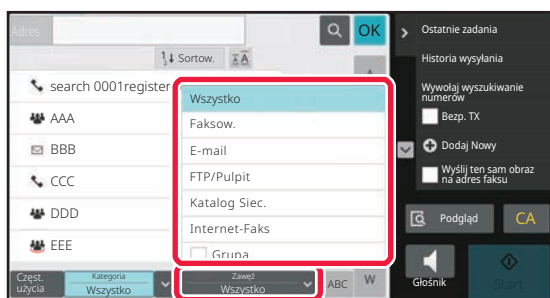 Adres
OK
Sortow.
search 0001register
AAA
BBB
CCC
DDD
EEE
Wszystko
Faksow.
E-mail
FTP/Pulpit
Katalog Siec.
Internet-Faks
Grupa
Częst.
użycia
Kategoria
Wszystko
Zawęź
Wszystko
ABC
W
Ostatnie zadania
Historia wysyłania
Wywołaj wyszukiwanie
numerów
Bezp. TX
Dodaj Nowy
Wyślij ten sam obraz
na adres faksu
Podgląd
CA
Głośnik
Start